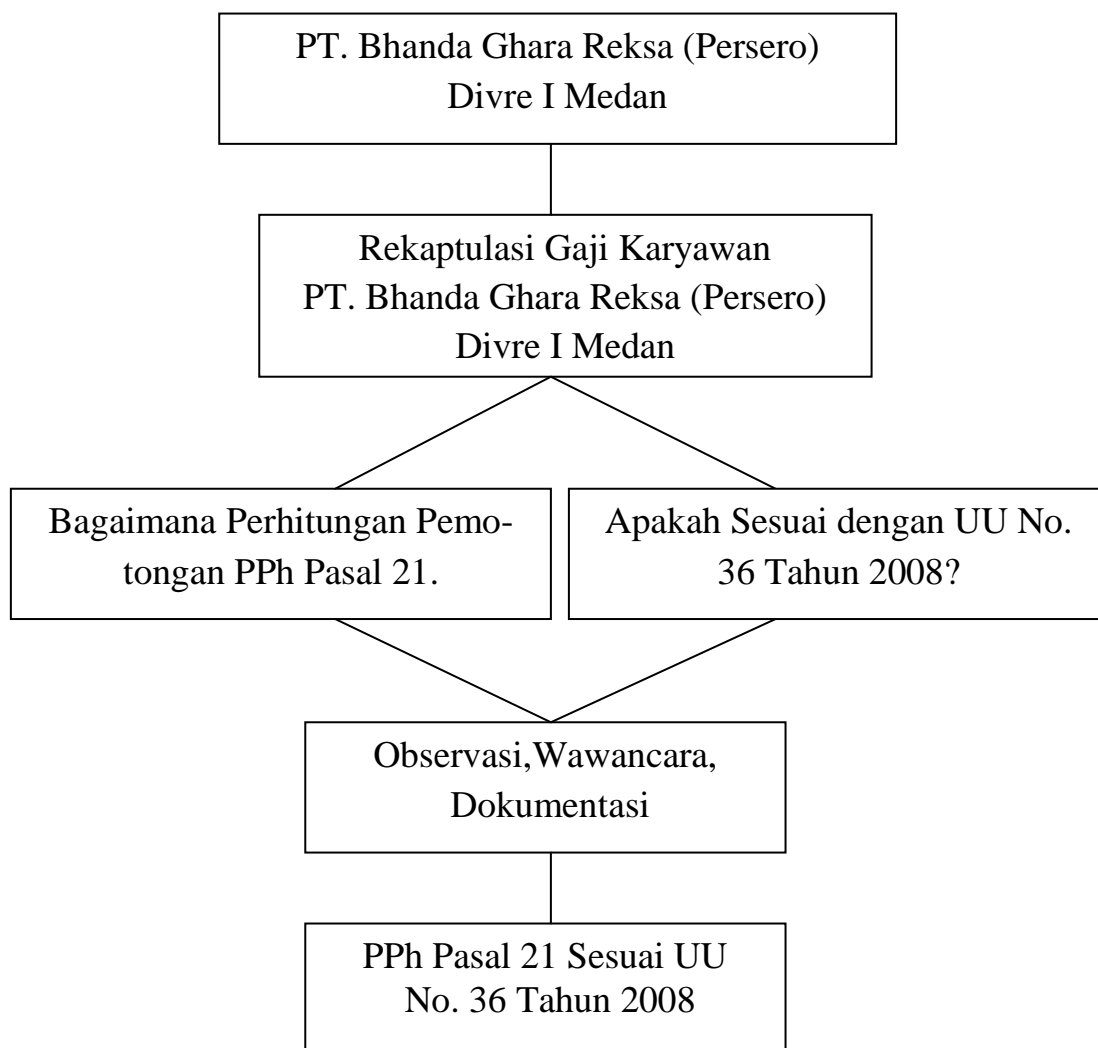 PT. Bhanda Ghara Reksa (Persero)
Divre I Medan
Rekaptulasi Gaji Karyawan
PT. Bhanda Ghara Reksa (Persero)
Divre I Medan
Bagaimana Perhitungan Pemo-
tongan PPh Pasal 21.
Apakah Sesuai dengan UU No.
36 Tahun 2008?
Observasi,Wawancara,
Dokumentasi
PPh Pasal 21 Sesuai UU
No. 36 Tahun 2008